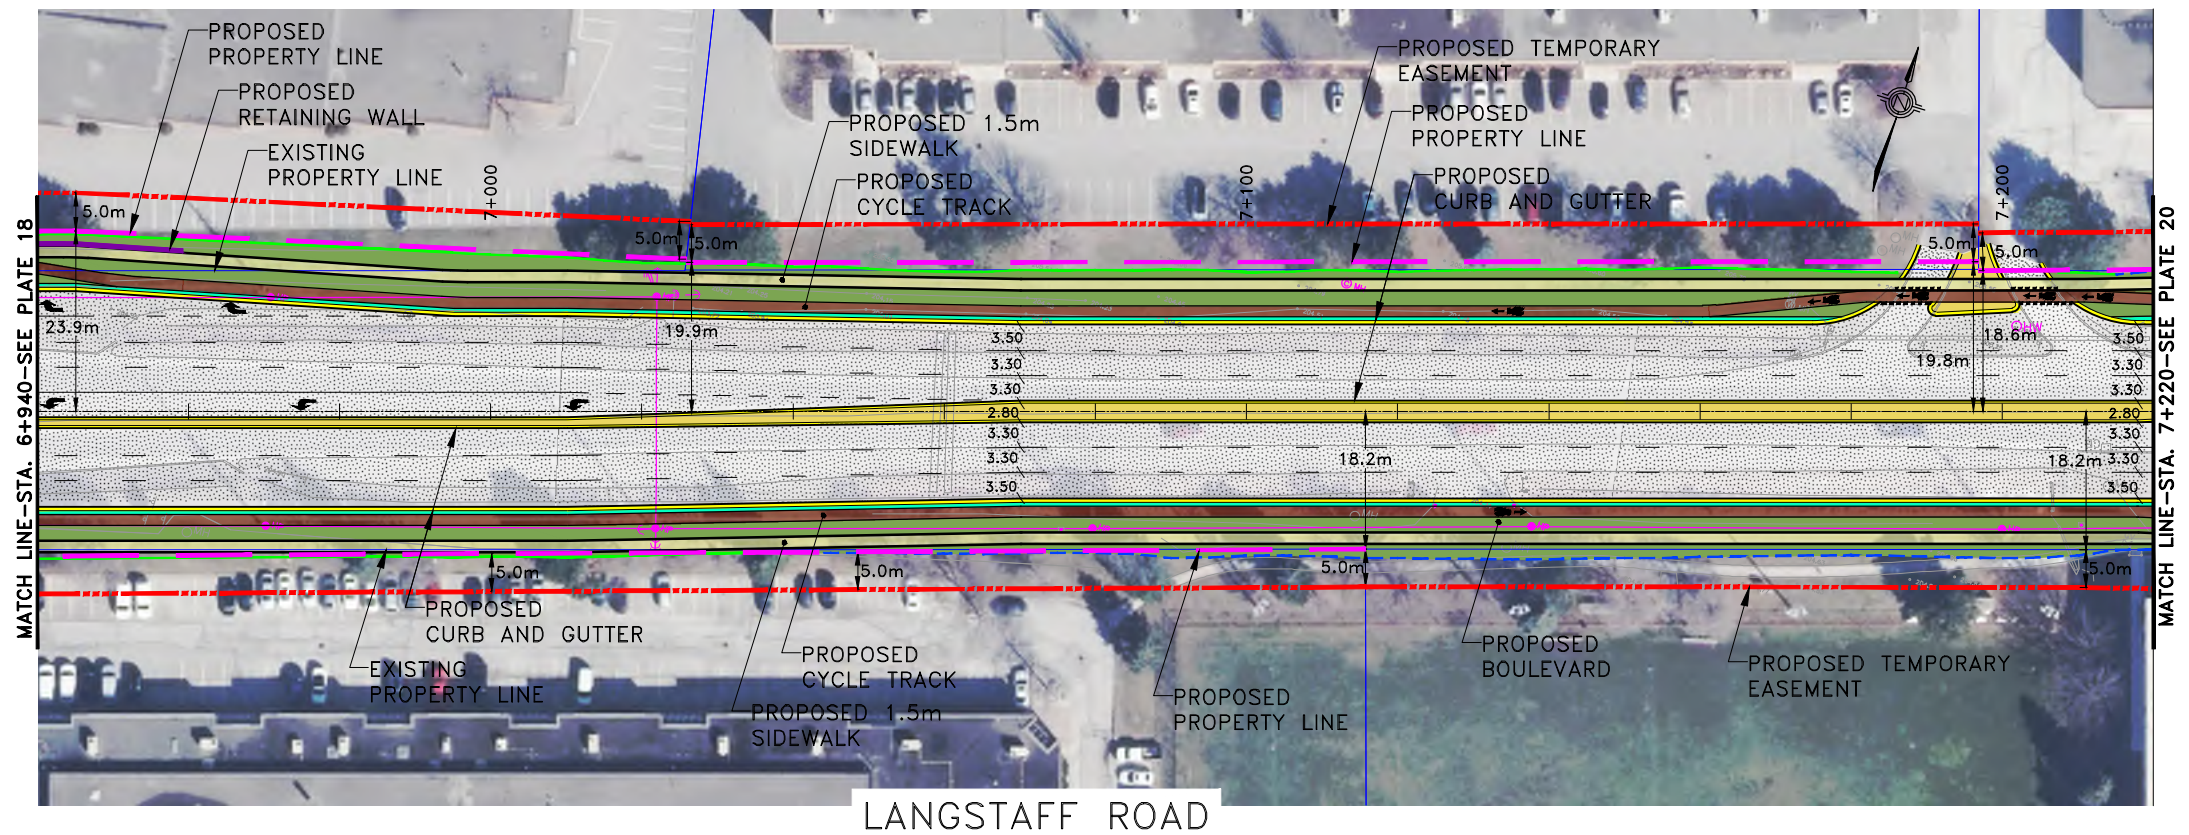 PROPOSED
PROPERTY LINE
PROPOSED
RETAINING WALL
EXISTING
PROPERTY LINE
PROPOSED 1.5m
SIDEWALK
PROPOSED
CYCLE TRACK
PROPOSED TEMPORARY
EASEMENT
PROPOSED
PROPERTY LINE
PROPOSED
CURB AND GUTTER
N
7+000
7+100
7+200
MATCH LINE-STA. 6+940-SEE PLATE 18
MATCH LINE-STA. 7+220-SEE PLATE 20
5.0m
5.0m
5.0m
5.0m
5.0m
23.9m
19.9m
19.8m
18.6m
HW
3.50
3.30
3.30
2.80
3.30
3.30
3.50
3.50
3.30
3.30
2.80
3.30
3.30
3.50
18.2m
18.2m
5.0m
5.0m
5.0m
5.0m
PROPOSED
CURB AND GUTTER
EXISTING
PROPERTY LINE
PROPOSED
CYCLE TRACK
PROPOSED 1.5m
SIDEWALK
PROPOSED
PROPERTY LINE
PROPOSED
BOULEVARD
PROPOSED TEMPORARY
EASEMENT
LANGSTAFF ROAD